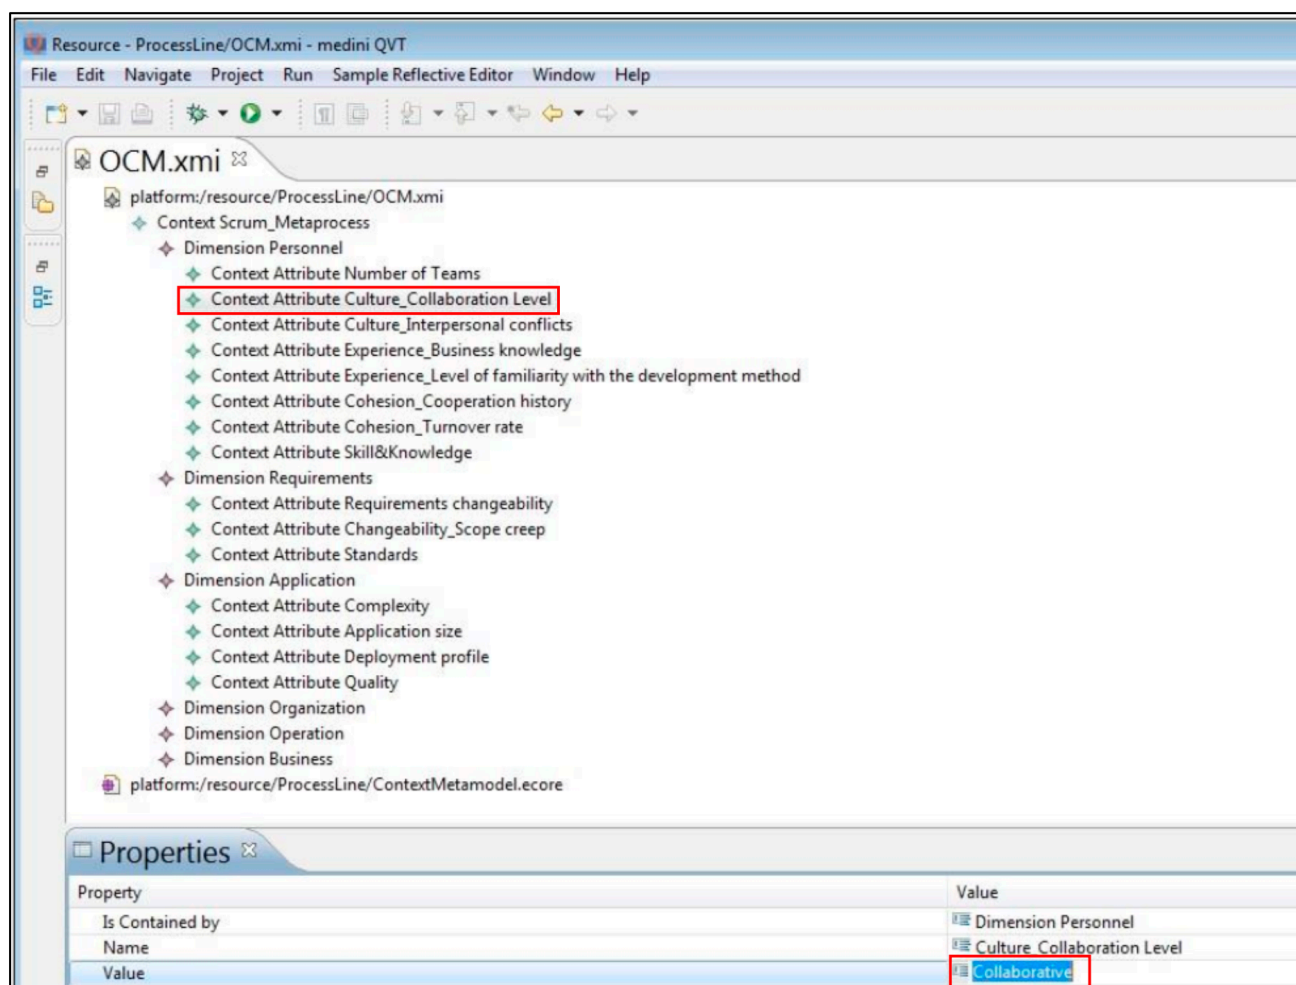 Resource - ProcessLine/OCM.xmi - medini QVT
File Edit Navigate Project Run Sample Reflective Editor Window Help
OCM.xmi
platform:/resource/ProcessLine/OCM.xmi
Context Scrum_Metaprocess
Dimension Personnel
Context Attribute Number of Teams
Context Attribute Culture_Collaboration Level
Context Attribute Culture_Interpersonal conflicts
Context Attribute Experience_Business knowledge
Context Attribute Experience_Level of familiarity with the development method
Context Attribute Cohesion_Cooperation history
Context Attribute Cohesion_Turnover rate
Context Attribute Skill&Knowledge
Dimension Requirements
Context Attribute Requirements changeability
Context Attribute Changeability_Scope creep
Context Attribute Standards
Dimension Application
Context Attribute Complexity
Context Attribute Application size
Context Attribute Deployment profile
Context Attribute Quality
Dimension Organization
Dimension Operation
Dimension Business
platform:/resource/ProcessLine/ContextMetamodel.ecore
Properties
Property Value
Is Contained by Dimension Personnel
Name Culture_Collaboration Level
Value Collaborative